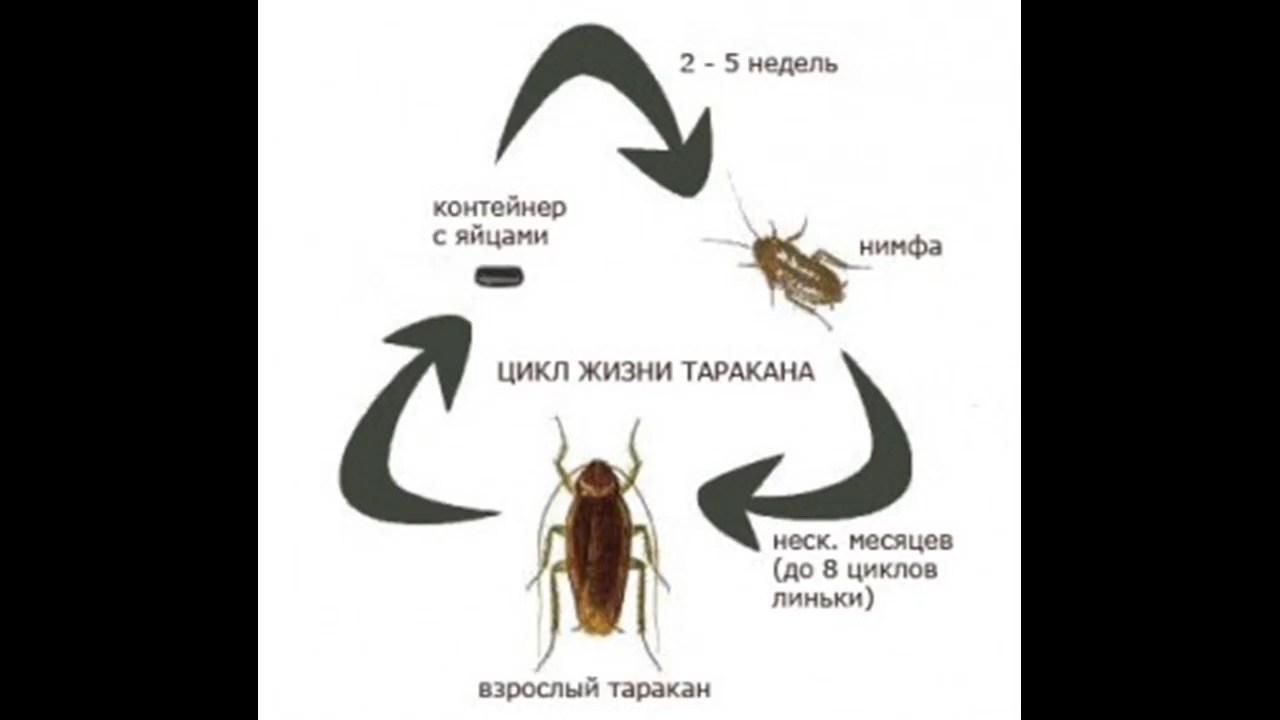 2 - 5 недель
контейнер
с яйцами
нимфа
ЦИКЛ ЖИЗНИ ТАРАКАНА
неск. месяцев
(до 8 циклов
линьки)
взрослый таракан